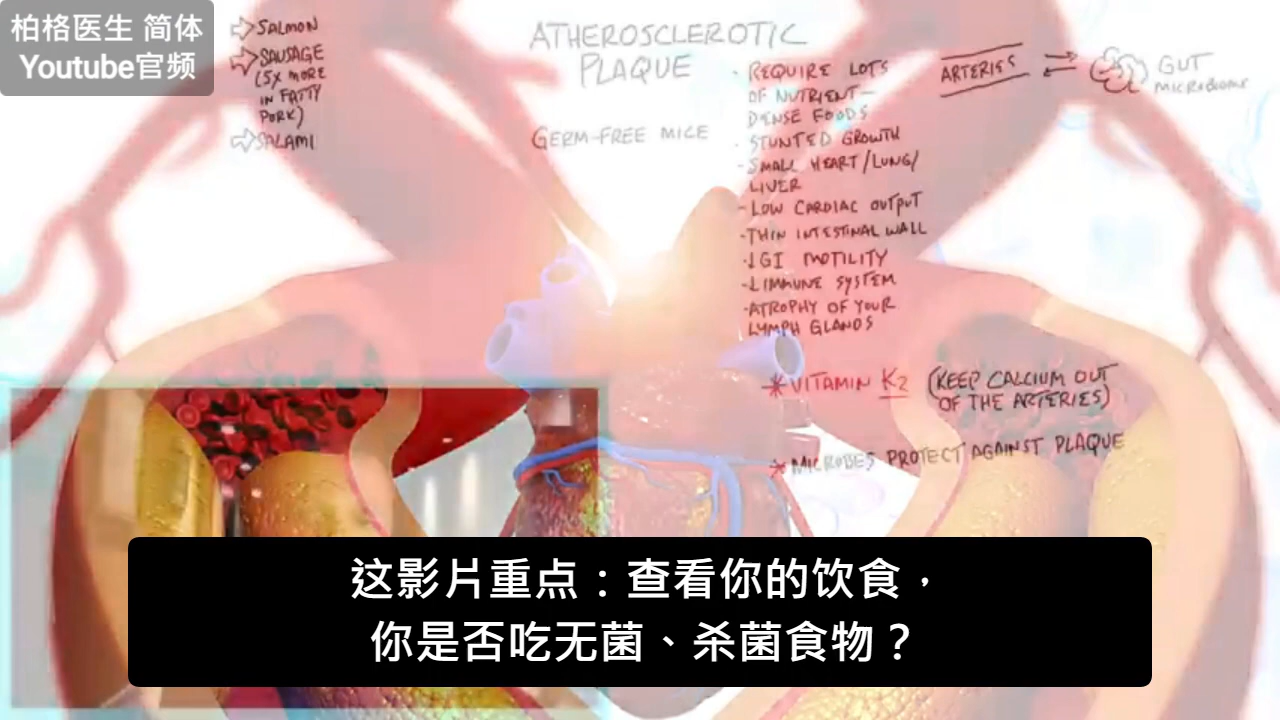 柏格医生 简体
Youtube官频
SALMON
SAUSAGE
(5X MORE
IN FATTY
PORK)
SALAMI
ATHEROSCLEROTIC
PLAQUE
GERM-FREE MICE
· REQUIRE LOTS
OF NUTRIENT-
DENSE FOODS
· STUNTED GROWTH
- SMALL HEART/LUNG/
LIVER
- LOW CARDIAC OUTPUT
-THIN INTESTINAL WALL
-↓GI MOTILITY
-↓IMMUNE SYSTEM
-ATROPHY OF YOUR
LYMPH GLANDS
ARTERIES
GUT
MICROBIOME
*VITAMIN K2 (KEEP CALCIUM OUT
OF THE ARTERIES)
*MICROBES PROTECT AGAINST PLAQUE
这影片重点：查看你的饮食，
你是否吃无菌、杀菌食物？